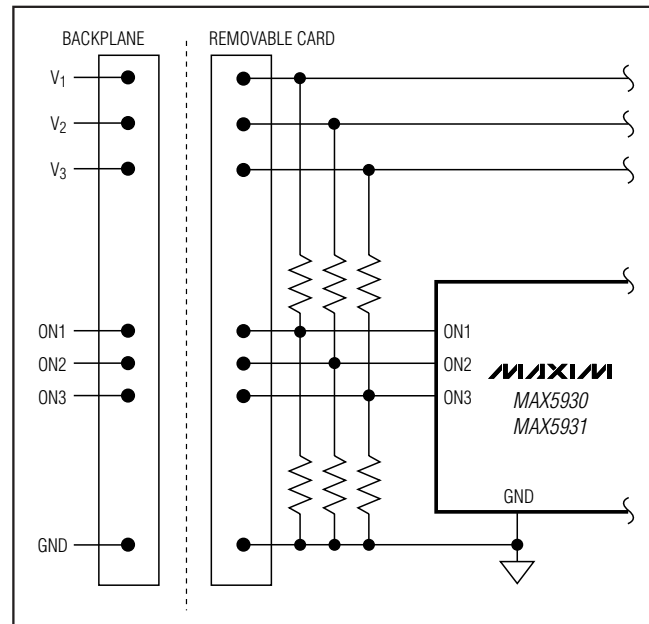 BACKPLANE
REMOVABLE CARD
V1
V2
V3
ON1
ON2
ON3
GND
ON1
ON2
ON3
MAXIM
MAX5930
MAX5931
GND